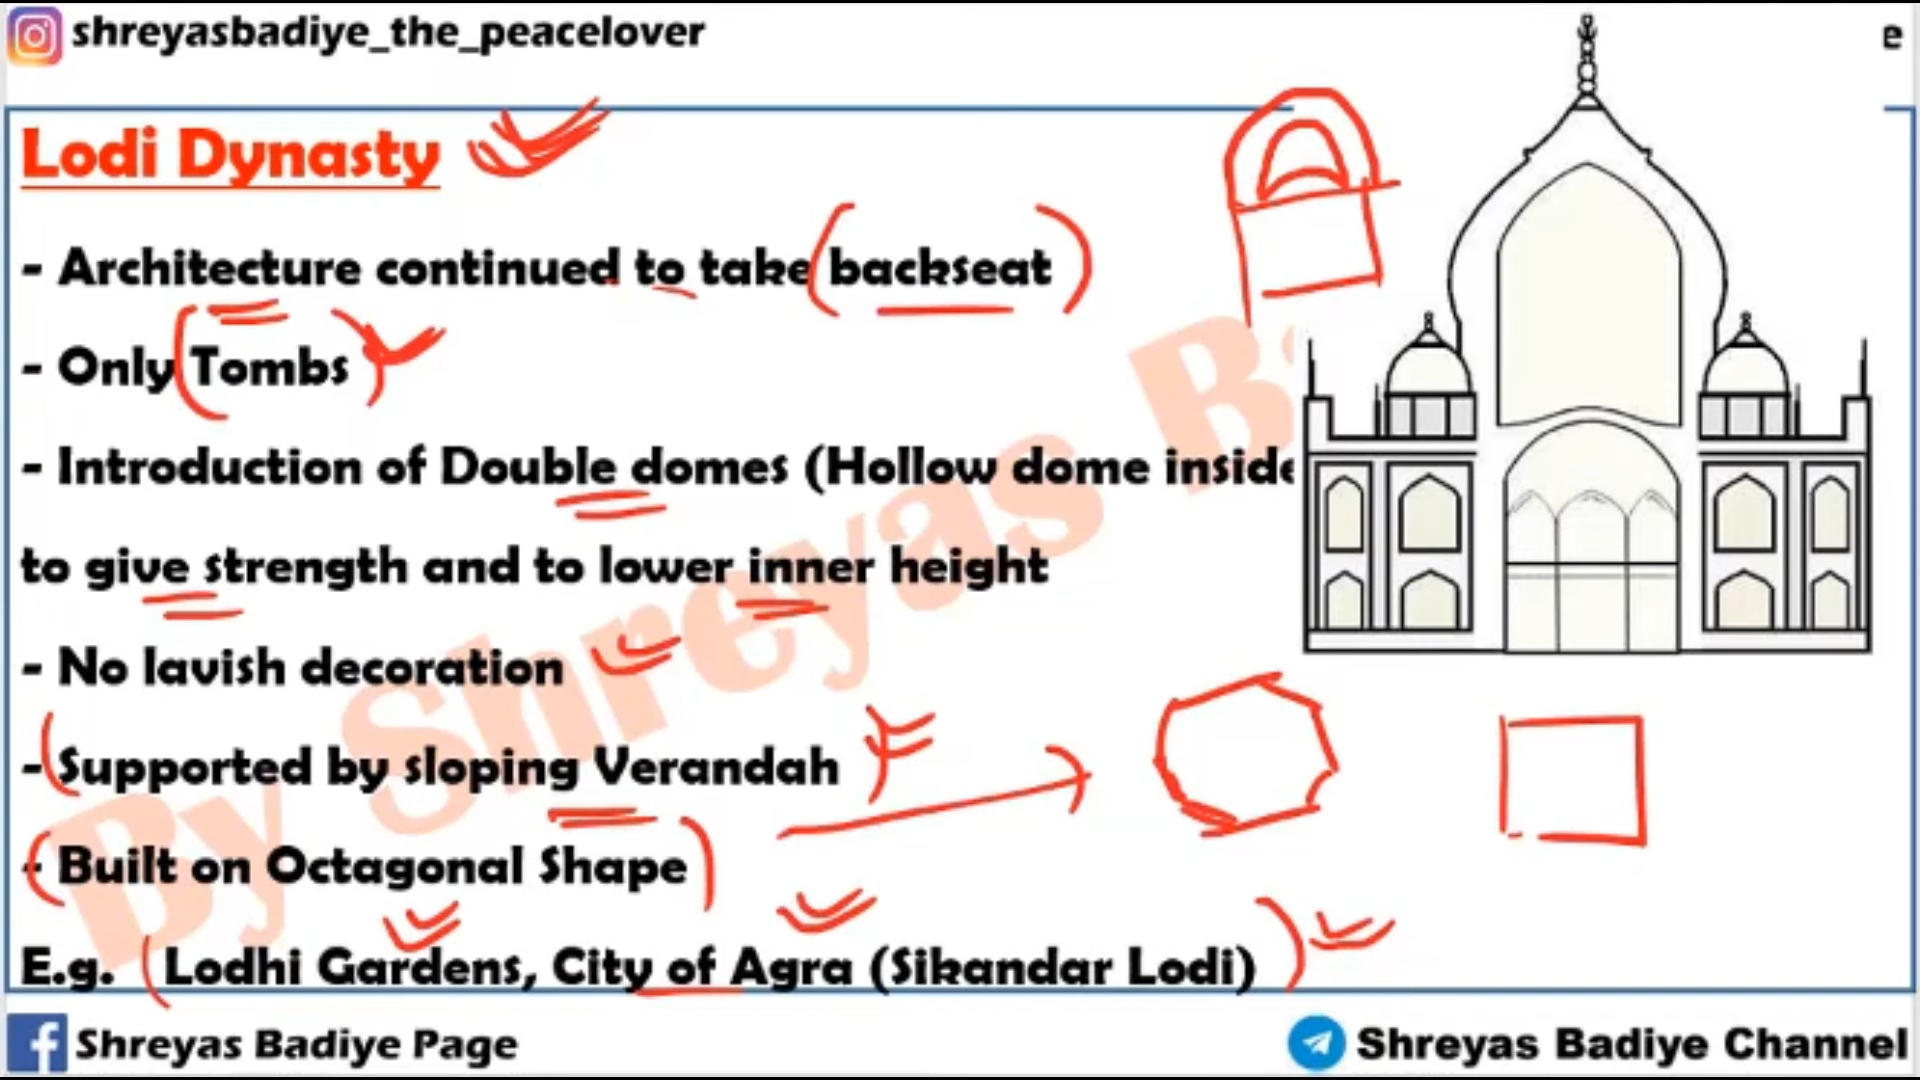 shreyasbadiye_the_peacelover
e
Lodi Dynasty
- Architecture continued to take backseat
- Only Tombs
- Introduction of Double domes (Hollow dome inside
to give strength and to lower inner height
- No lavish decoration
- Supported by sloping Verandah
- Built on Octagonal Shape
E.g. Lodhi Gardens, City of Agra (Sikandar Lodi)
By Shreyas Ba
Shreyas Badiye Page
Shreyas Badiye Channel